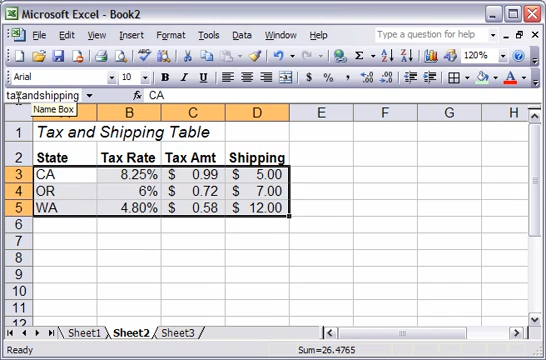 Microsoft Excel - Book2
File Edit View Insert Format Tools Data Window Help Type a question for help
Σ 120%
Arial 10 B I U $ % ,
taxandshipping fx CA
Name Box
B C D E F G H
1 Tax and Shipping Table
2 State Tax Rate Tax Amt Shipping
3 CA 8.25% $ 0.99 $ 5.00
4 OR 6% $ 0.72 $ 7.00
5 WA 4.80% $ 0.58 $ 12.00
6
7
8
9
10
11
12
Sheet1 Sheet2 Sheet3
Ready Sum=26.4765